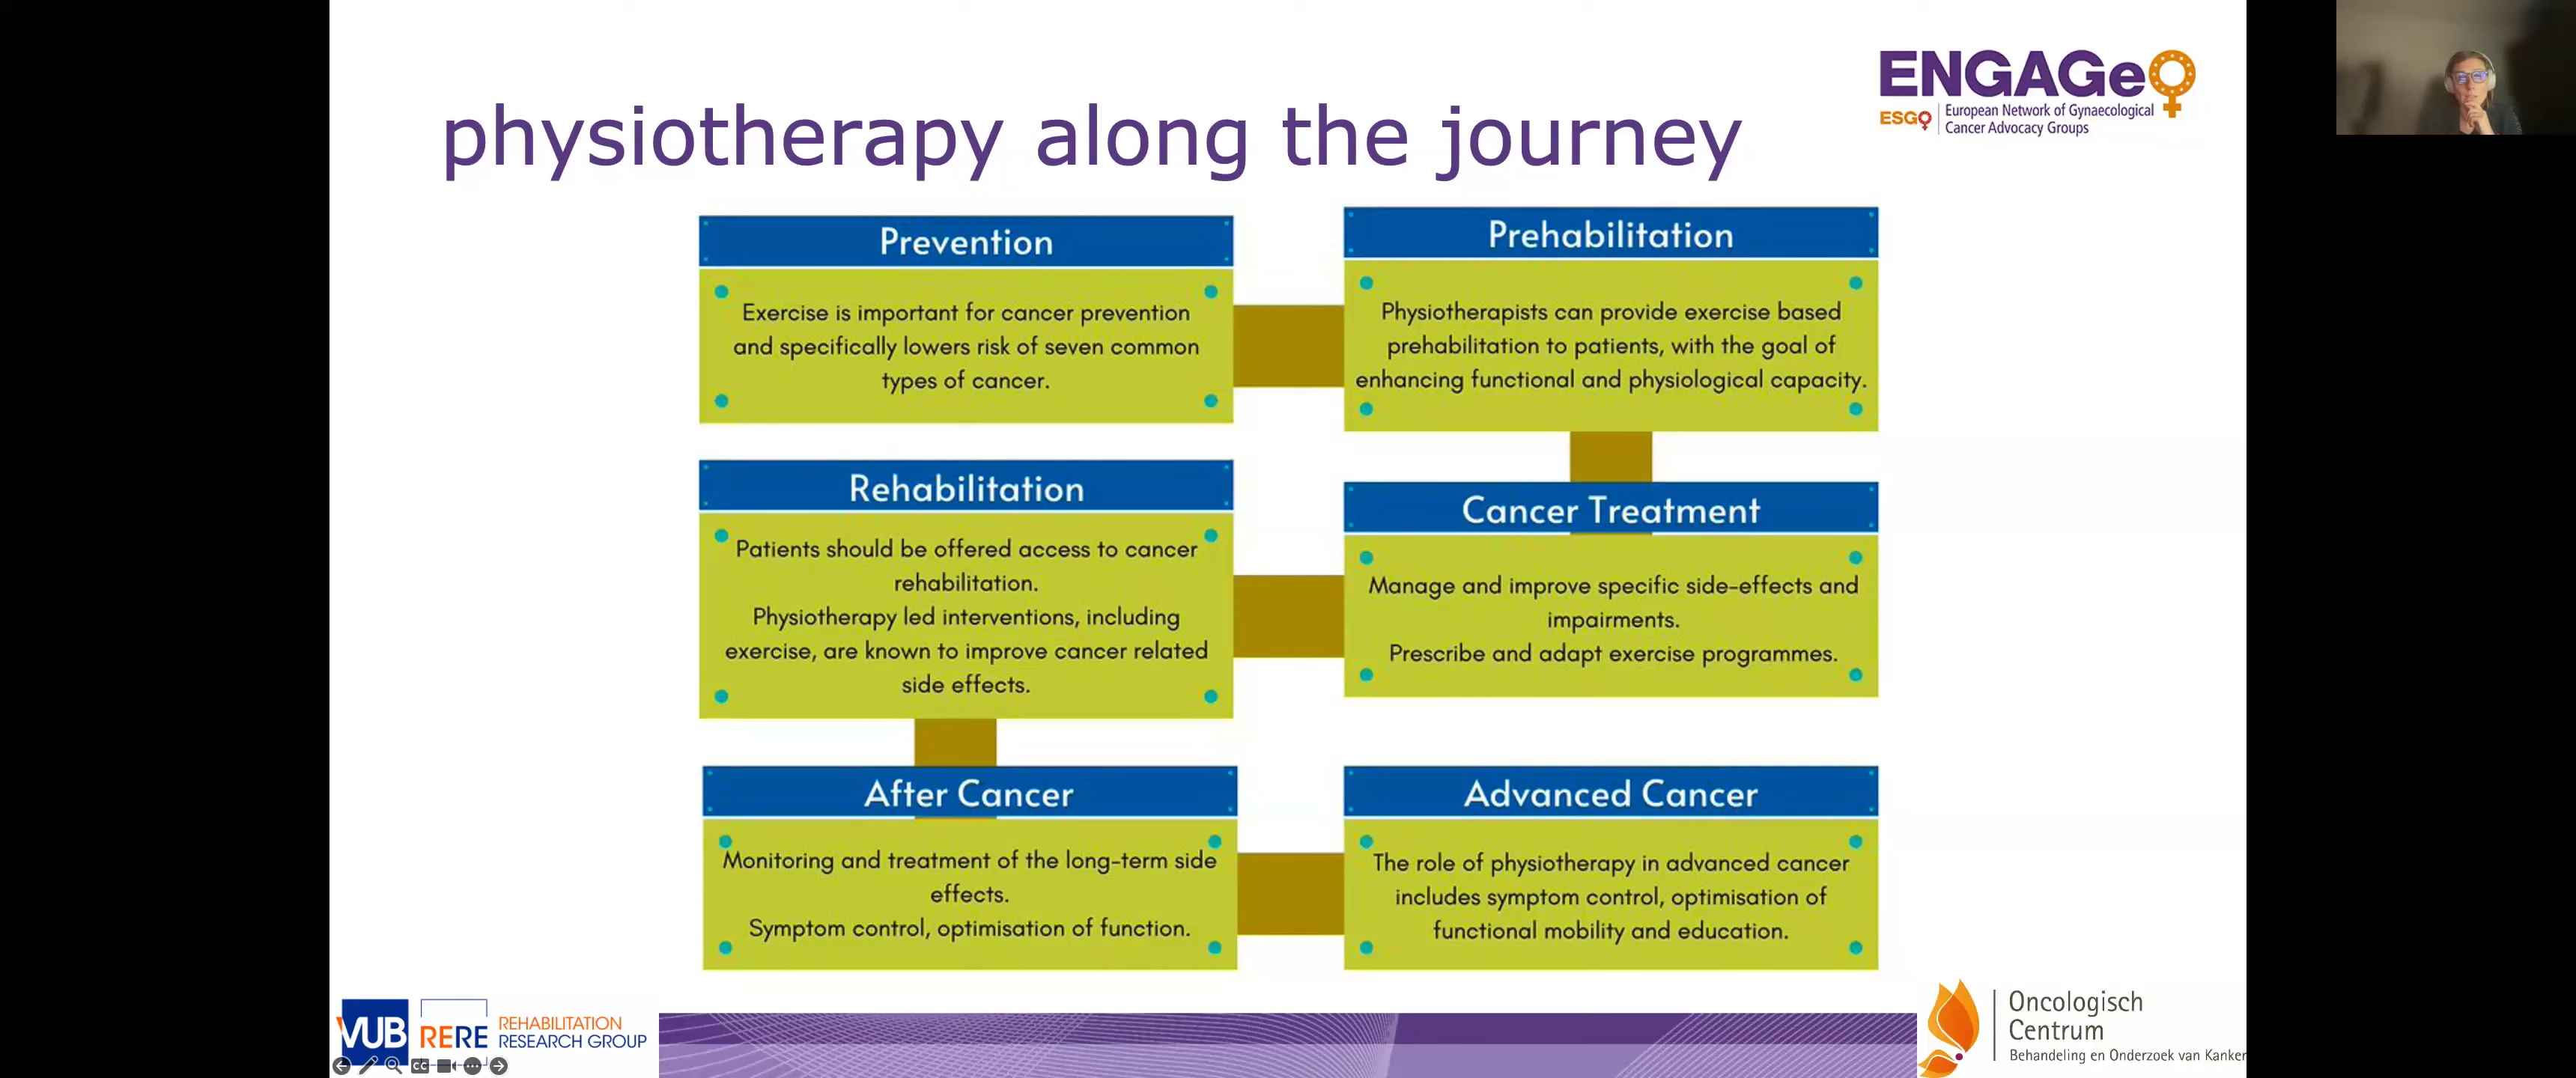 physiotherapy along the journey
ENGAGe
ESGO
European Network of Gynaecological
Cancer Advocacy Groups
Prevention
Exercise is important for cancer prevention
and specifically lowers risk of seven common
types of cancer.
Prehabilitation
Physiotherapists can provide exercise based
prehabilitation to patients, with the goal of
enhancing functional and physiological capacity.
Rehabilitation
Patients should be offered access to cancer
rehabilitation.
Physiotherapy led interventions, including
exercise, are known to improve cancer related
side effects.
Cancer Treatment
Manage and improve specific side-effects and
impairments.
Prescribe and adapt exercise programmes.
After Cancer
Monitoring and treatment of the long-term side
effects.
Symptom control, optimisation of function.
Advanced Cancer
The role of physiotherapy in advanced cancer
includes symptom control, optimisation of
functional mobility and education.
VUB
RERE
REHABILITATION
RESEARCH GROUP
CC
Oncologisch
Centrum
Behandeling en Onderzoek van Kanker